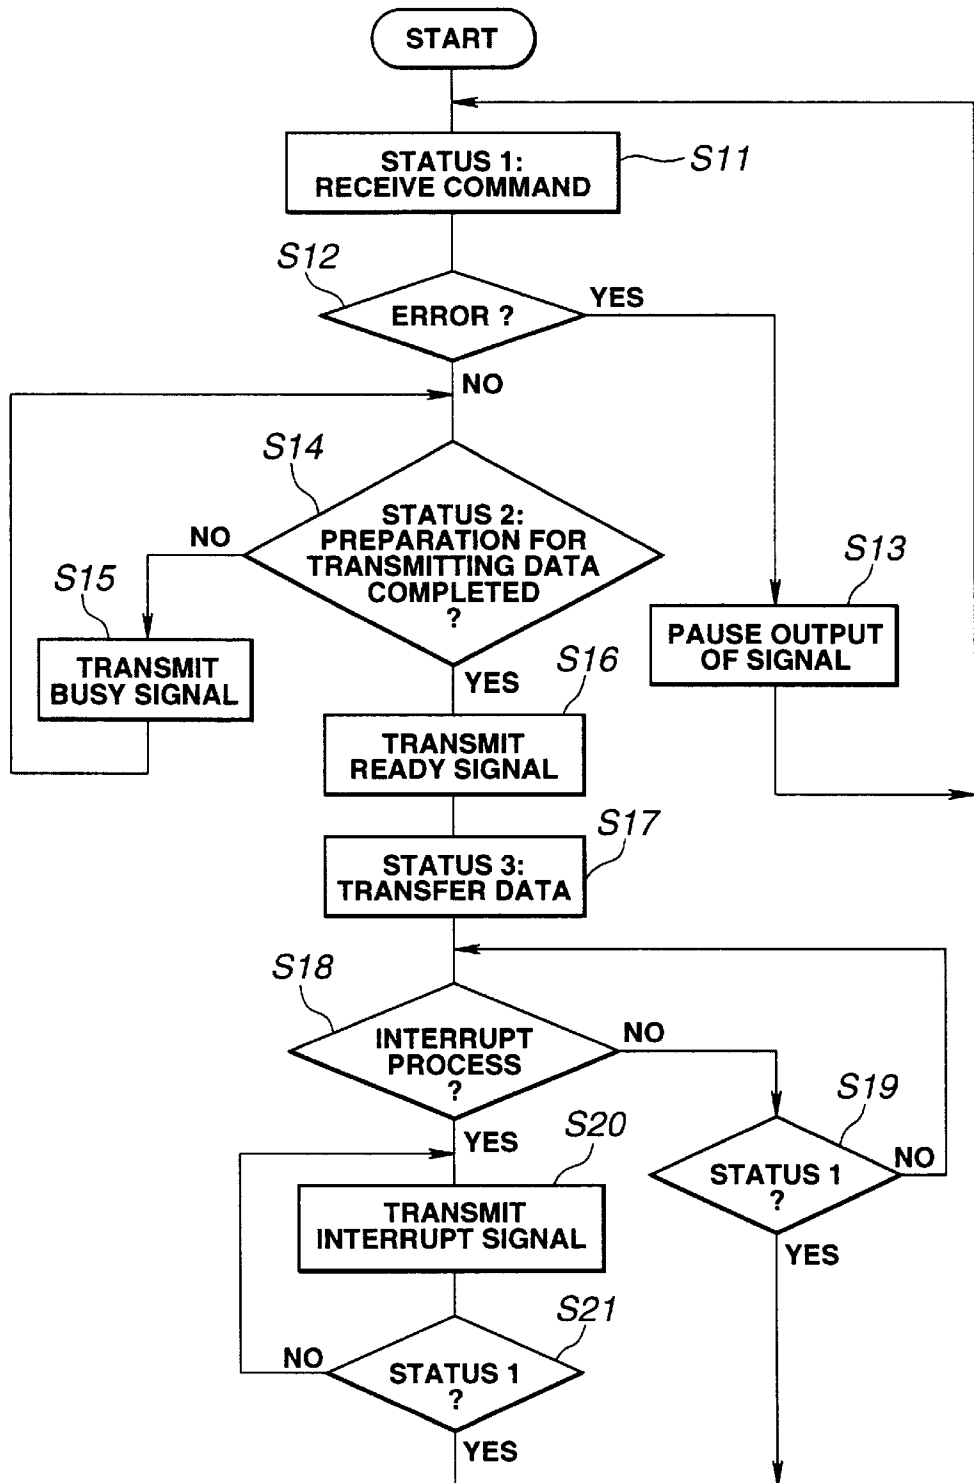 START
STATUS 1:
RECEIVE COMMAND
S11
S12
ERROR ?
YES
NO
S14
STATUS 2:
PREPARATION FOR
TRANSMITTING DATA
COMPLETED
?
NO
YES
S15
TRANSMIT
BUSY SIGNAL
S13
PAUSE OUTPUT
OF SIGNAL
S16
TRANSMIT
READY SIGNAL
S17
STATUS 3:
TRANSFER DATA
S18
INTERRUPT
PROCESS
?
NO
YES
S19
STATUS 1
?
NO
YES
S20
TRANSMIT
INTERRUPT SIGNAL
S21
STATUS 1
?
NO
YES